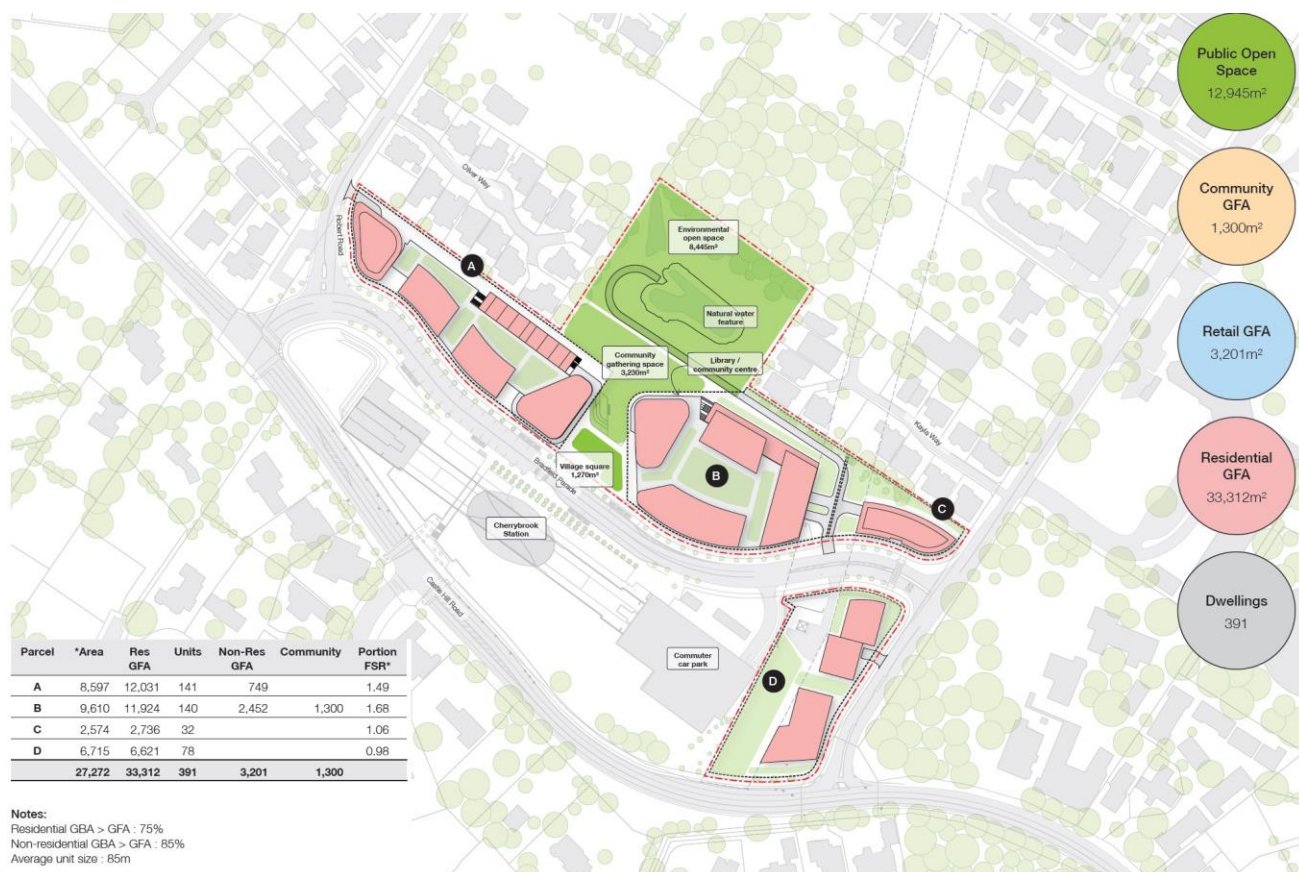 Public Open
Space
12,945m²
Community
GFA
1,300m²
Retail GFA
3,201m²
Residential
GFA
33,312m²
Dwellings
391
Oliver Way
Robert Road
A
Environmental
open space
8,445m²
Natural water
feature
Community
gathering space
3,230m²
Library /
community centre
Kayla Way
Village square
1,270m²
Bradfield Parade
B
C
Cherrybrook
Station
Castle Hill Road
Commuter
car park
D
Parcel *Area Res GFA Units Non-Res GFA Community Portion FSR*
A 8,597 12,031 141 749 1.49
B 9,610 11,924 140 2,452 1,300 1.68
C 2,574 2,736 32 1.06
D 6,715 6,621 78 0.98
27,272 33,312 391 3,201 1,300
Notes:
Residential GBA > GFA : 75%
Non-residential GBA > GFA : 85%
Average unit size : 85m